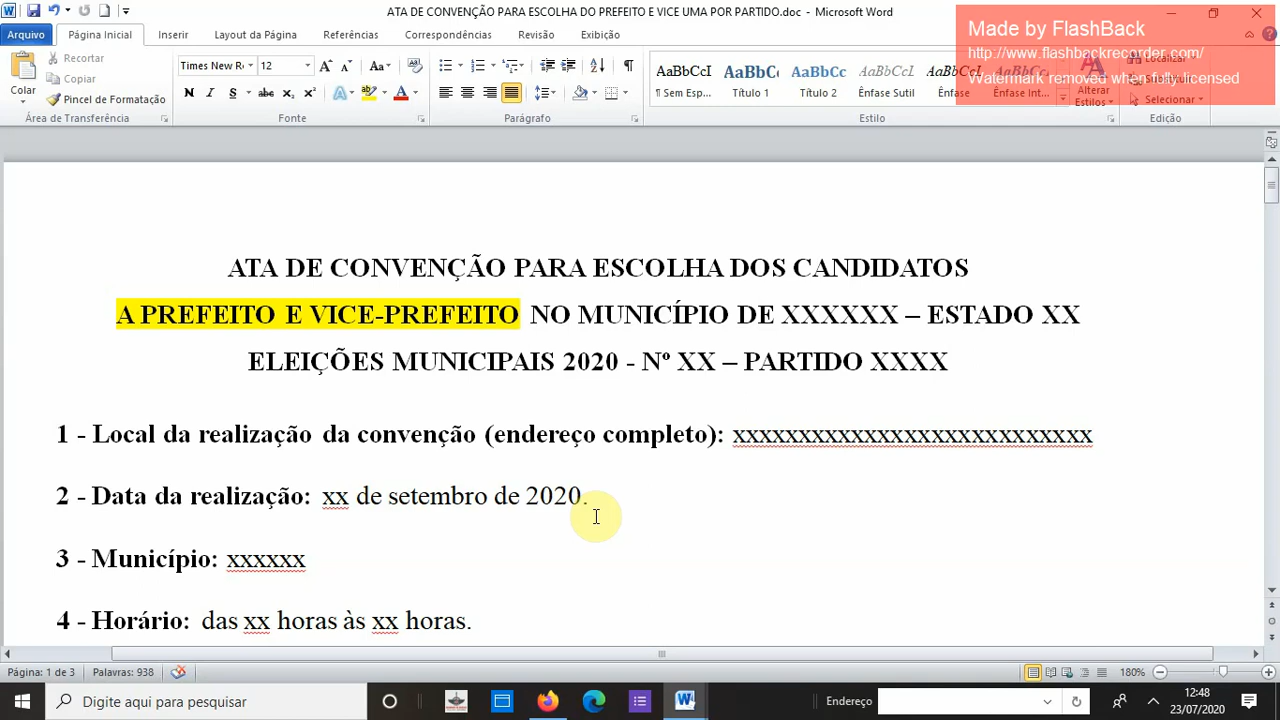 ATA DE CONVENÇÃO PARA ESCOLHA DO PREFEITO E VICE UMA POR PARTIDO.doc - Microsoft Word
Made by FlashBack
http://www.flashbackrecorder.com/
Watermark removed when fully licensed
Arquivo Página Inicial Inserir Layout da Página Referências Correspondências Revisão Exibição
Colar
Recortar
Copiar
Pincel de Formatação
Área de Transferência
Times New R 12
N I S abe x₂ x²
Fonte
Parágrafo
AaBbCcI AaBbCc AaBbCc AaBbCcI AaBbCcI AaBbCcI
¶ Sem Esp... Título 1 Título 2 Ênfase Sutil Ênfase Ênfase Int...
Alterar
Estilos
Estilo
Localizar
Selecionar
Edição
ATA DE CONVENÇÃO PARA ESCOLHA DOS CANDIDATOS
A PREFEITO E VICE-PREFEITO NO MUNICÍPIO DE XXXXXX – ESTADO XX
ELEIÇÕES MUNICIPAIS 2020 - Nº XX – PARTIDO XXXX
1 - Local da realização da convenção (endereço completo): xxxxxxxxxxxxxxxxxxxxxxxxxxx
2 - Data da realização: xx de setembro de 2020.
3 - Município: xxxxxx
4 - Horário: das xx horas às xx horas.
Página: 1 de 3 Palavras: 938 180%
Digite aqui para pesquisar
Endereço
12:48
23/07/2020